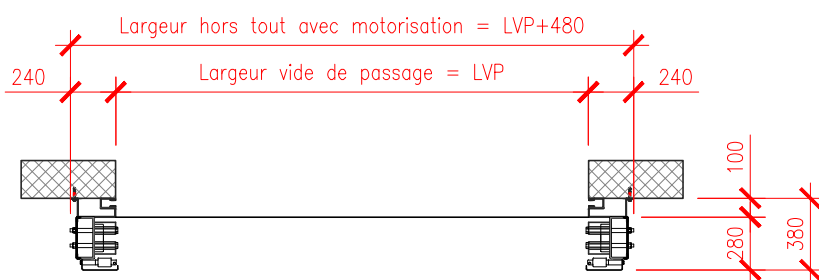 Largeur hors tout avec motorisation = LVP+480
240
Largeur vide de passage = LVP
240
100
280
380